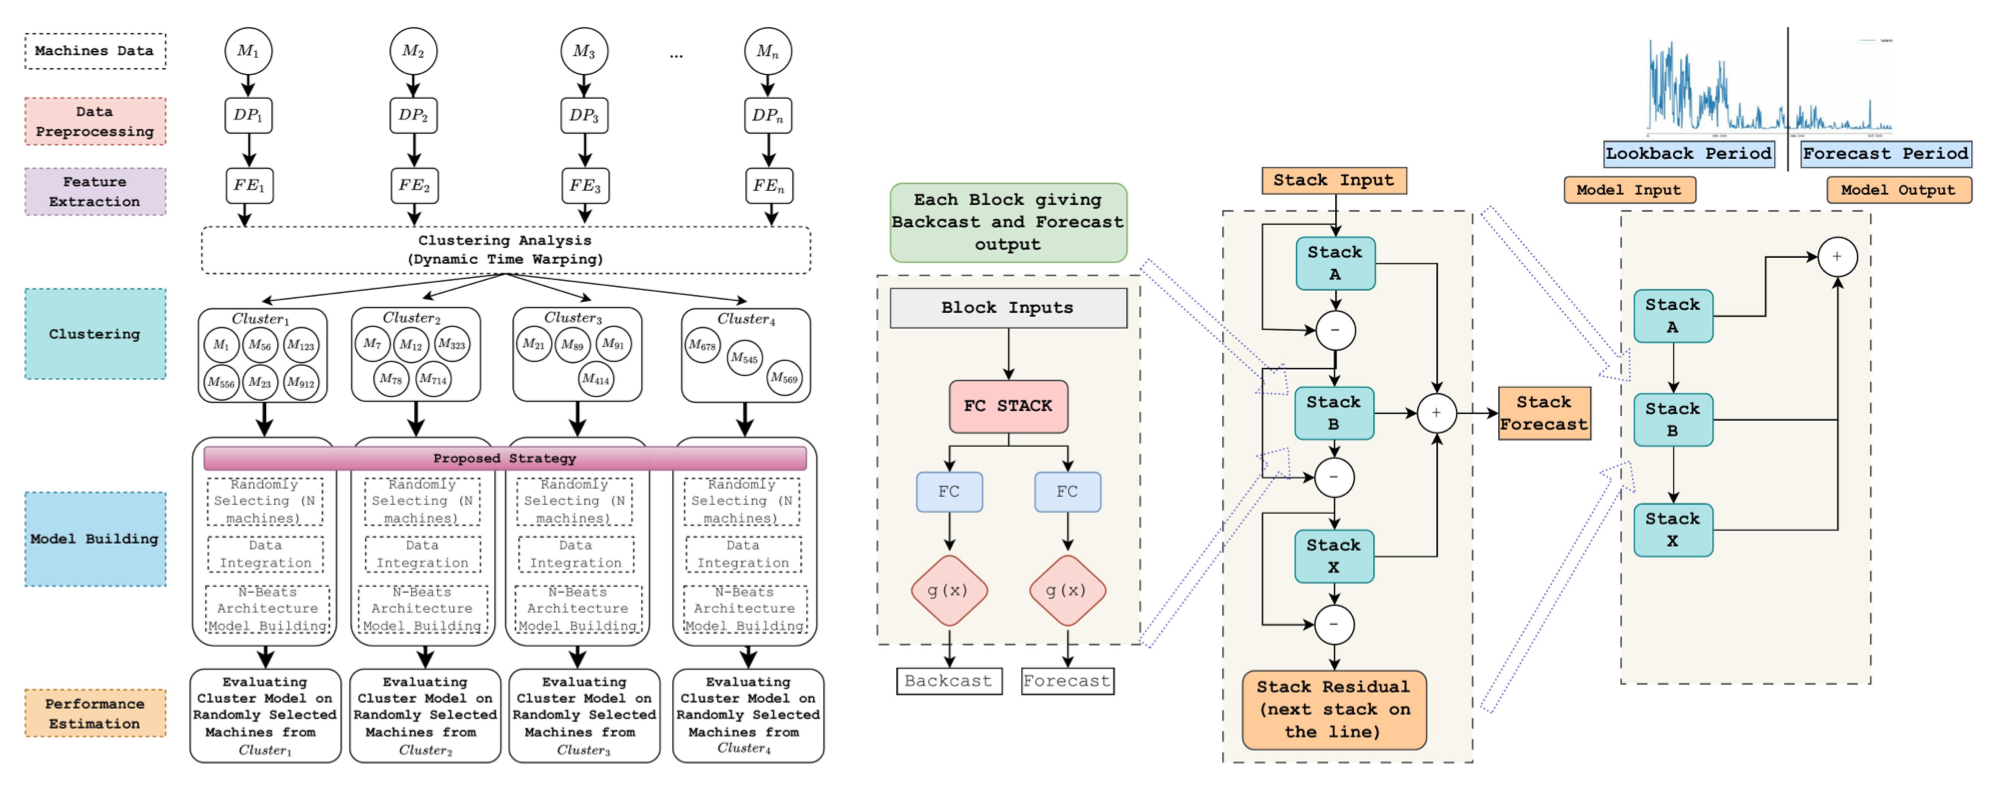 Machines Data
M1
M2
M3
...
Mn
Data
Preprocessing
DP1
DP2
DP3
DPn
Feature
Extraction
FE1
FE2
FE3
FEn
Clustering Analysis
(Dynamic Time Warping)
Clustering
Cluster1
M1
M56
M123
M556
M23
M912
Cluster2
M7
M12
M323
M78
M714
Cluster3
M21
M89
M91
M414
Cluster4
M678
M545
M569
Model Building
Proposed Strategy
Randomly
Selecting (N
machines)
Data
Integration
N-Beats
Architecture
Model Building
Randomly
Selecting (N
machines)
Data
Integration
N-Beats
Architecture
Model Building
Randomly
Selecting (N
machines)
Data
Integration
N-Beats
Architecture
Model Building
Randomly
Selecting (N
machines)
Data
Integration
N-Beats
Architecture
Model Building
Performance
Estimation
Evaluating
Cluster Model on
Randomly Selected
Machines from
Cluster1
Evaluating
Cluster Model on
Randomly Selected
Machines from
Cluster2
Evaluating
Cluster Model on
Randomly Selected
Machines from
Cluster3
Evaluating
Cluster Model on
Randomly Selected
Machines from
Cluster4
Each Block giving
Backcast and Forecast
output
Block Inputs
FC STACK
FC
FC
g(x)
g(x)
Backcast
Forecast
Stack Input
Stack
A
-
Stack
B
-
Stack
X
-
+
Stack
Forecast
Stack Residual
(next stack on
the line)
Lookback Period
Forecast Period
Model Input
Model Output
+
Stack
A
Stack
B
Stack
X